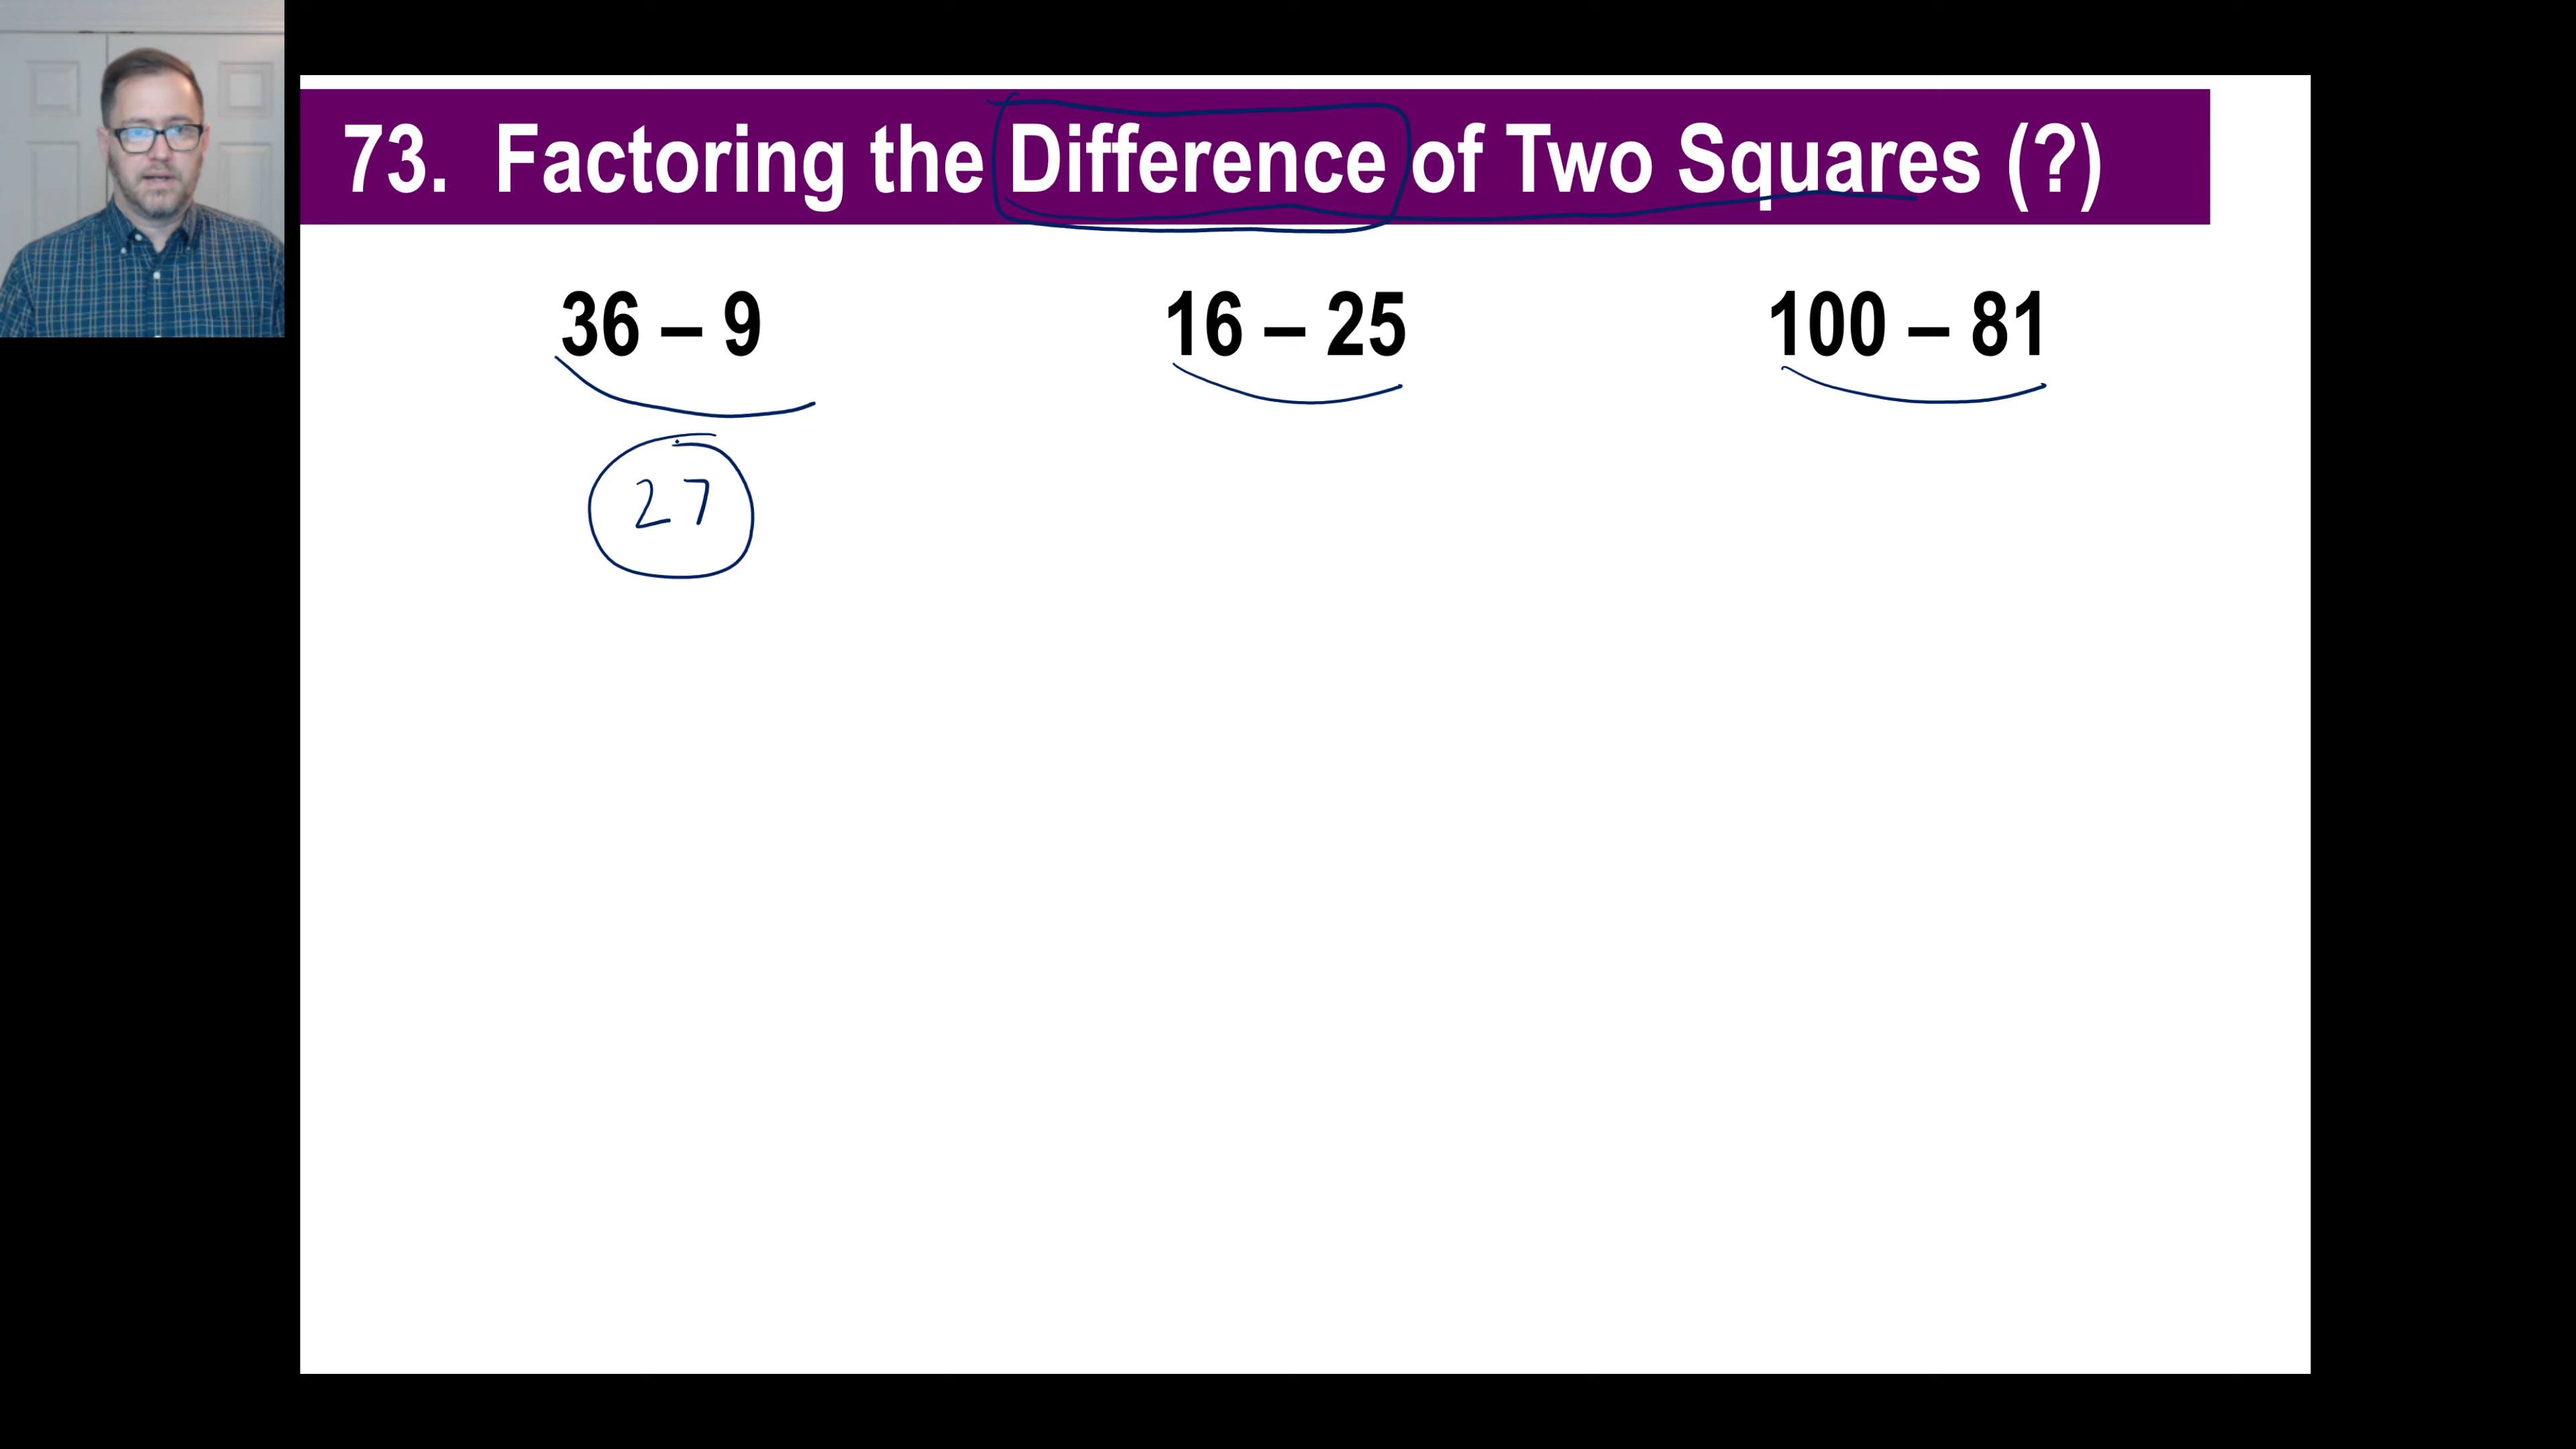 73. Factoring the Difference of Two Squares (?)
36 – 9
16 – 25
100 – 81
27